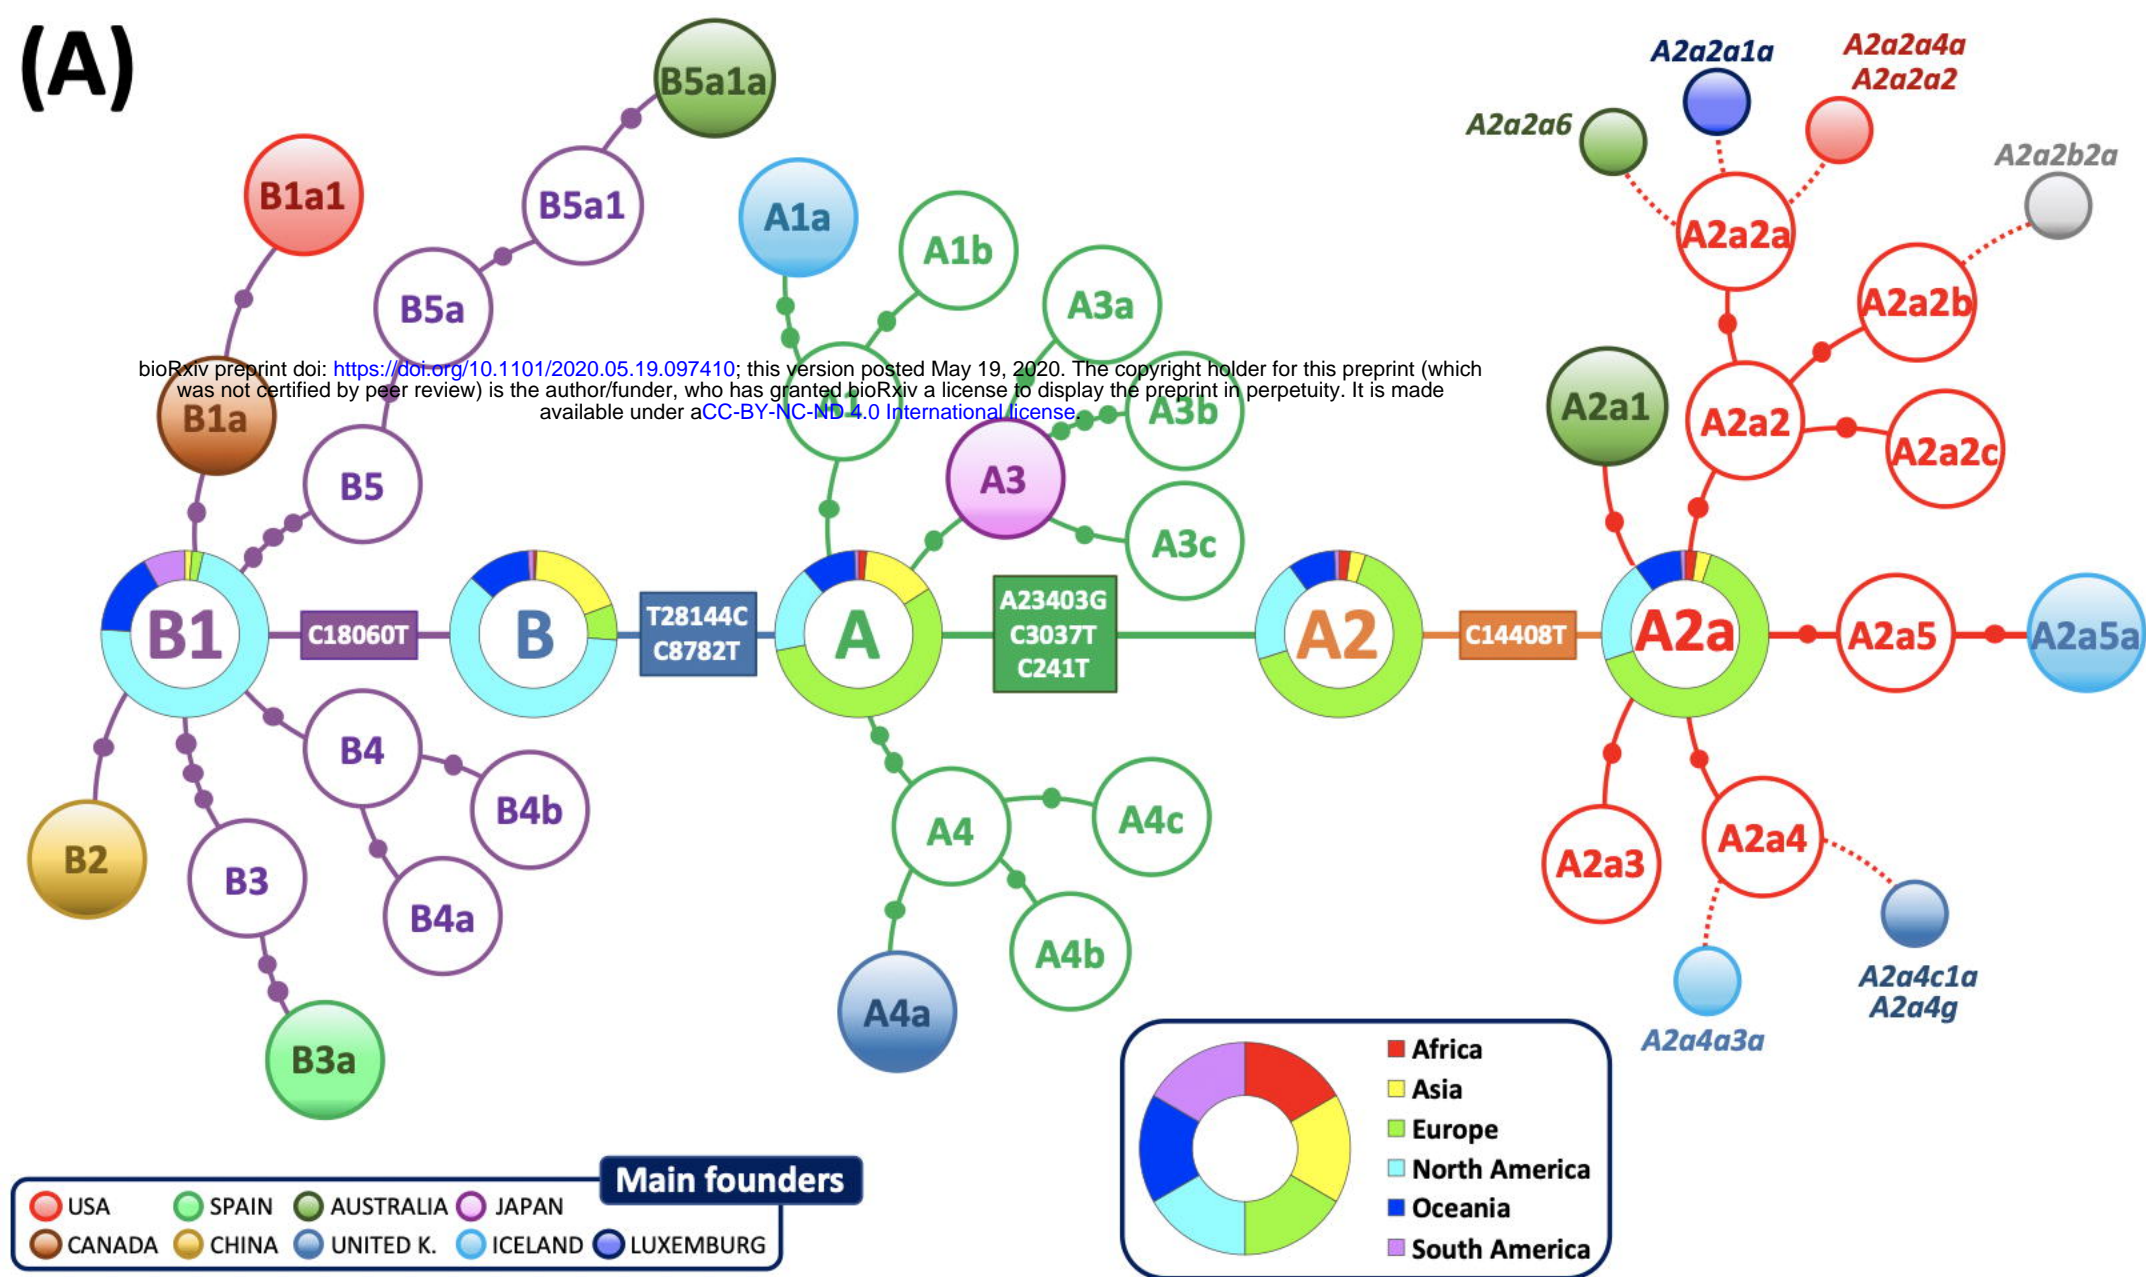 (A)
B5a1a
A2a2a1a
A2a2a4a
A2a2a2
A2a2a6
A2a2b2a
B1a1
B5a1
A1a
A1b
A2a2a
B5a
A3a
A2a2b
bioRxiv preprint doi: https://doi.org/10.1101/2020.05.19.097410; this version posted May 19, 2020. The copyright holder for this preprint (which
was not certified by peer review) is the author/funder, who has granted bioRxiv a license to display the preprint in perpetuity. It is made
available under aCC-BY-NC-ND 4.0 International license.
B1a
A1
A3b
A2a1
A2a2
A2a2c
B5
A3
A3c
B1
C18060T
B
T28144C
C8782T
A
A23403G
C3037T
C241T
A2
C14408T
A2a
A2a5
A2a5a
B4
B4b
A4
A4c
A2a4
B2
B3
B4a
A2a3
A4b
A2a4c1a
A2a4g
A4a
A2a4a3a
B3a
Main founders
USA
SPAIN
AUSTRALIA
JAPAN
CANADA
CHINA
UNITED K.
ICELAND
LUXEMBURG
Africa
Asia
Europe
North America
Oceania
South America